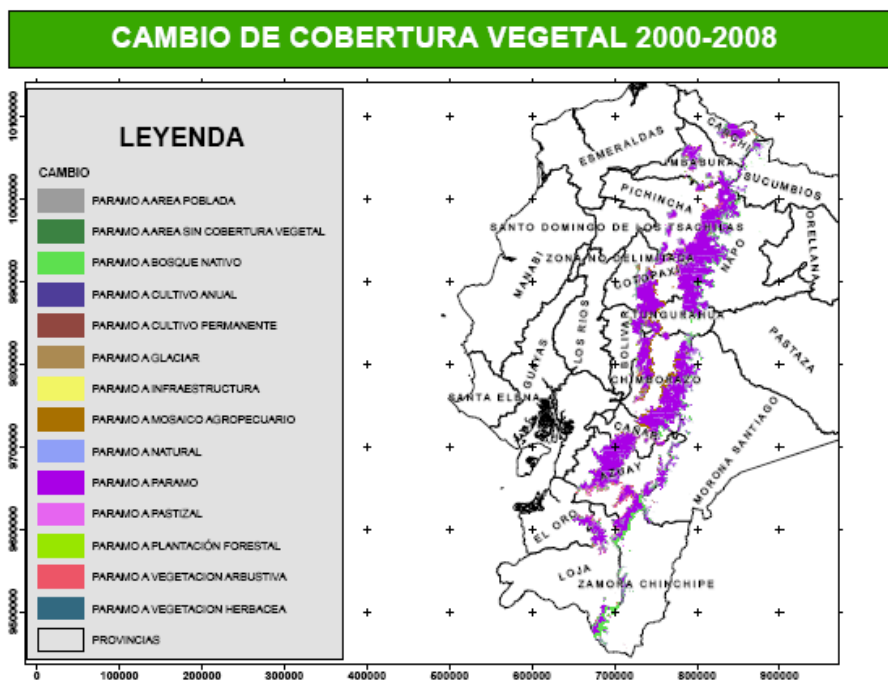 CAMBIO DE COBERTURA VEGETAL 2000-2008
LEYENDA
CAMBIO
PARAMO A AREA POBLADA
PARAMO A AREA SIN COBERTURA VEGETAL
PARAMO A BOSQUE NATIVO
PARAMO A CULTIVO ANUAL
PARAMO A CULTIVO PERMANENTE
PARAMO A GLACIAR
PARAMO A INFRAESTRUCTURA
PARAMO A MOSAICO AGROPECUARIO
PARAMO A NATURAL
PARAMO A PARAMO
PARAMO A PASTIZAL
PARAMO A PLANTACIÓN FORESTAL
PARAMO A VEGETACION ARBUSTIVA
PARAMO A VEGETACION HERBACEA
PROVINCIAS
ESMERALDAS
CARCHI
IMBABURA
SUCUMBIOS
PICHINCHA
SANTO DOMINGO DE LOS TSACHILAS
ORELLANA
ZONA NO DELIMITADA
NAPO
MANABI
COTOPAXI
TUNGURAHUA
LOS RIOS
BOLIVAR
PASTAZA
GUAYAS
CHIMBORAZO
SANTA ELENA
CAÑAR
MORONA SANTIAGO
AZUAY
EL ORO
LOJA
ZAMORA CHINCHIPE
10100000
10000000
9900000
9800000
9700000
9600000
9500000
0 100000 200000 300000 400000 500000 600000 700000 800000 900000